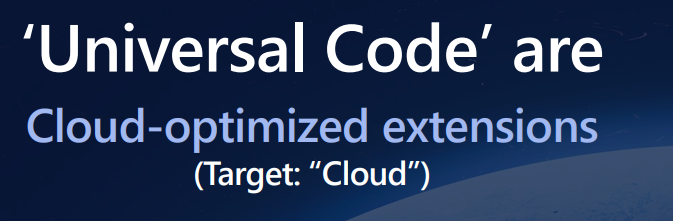 ‘Universal Code’ are
Cloud-optimized extensions
(Target: “Cloud”)